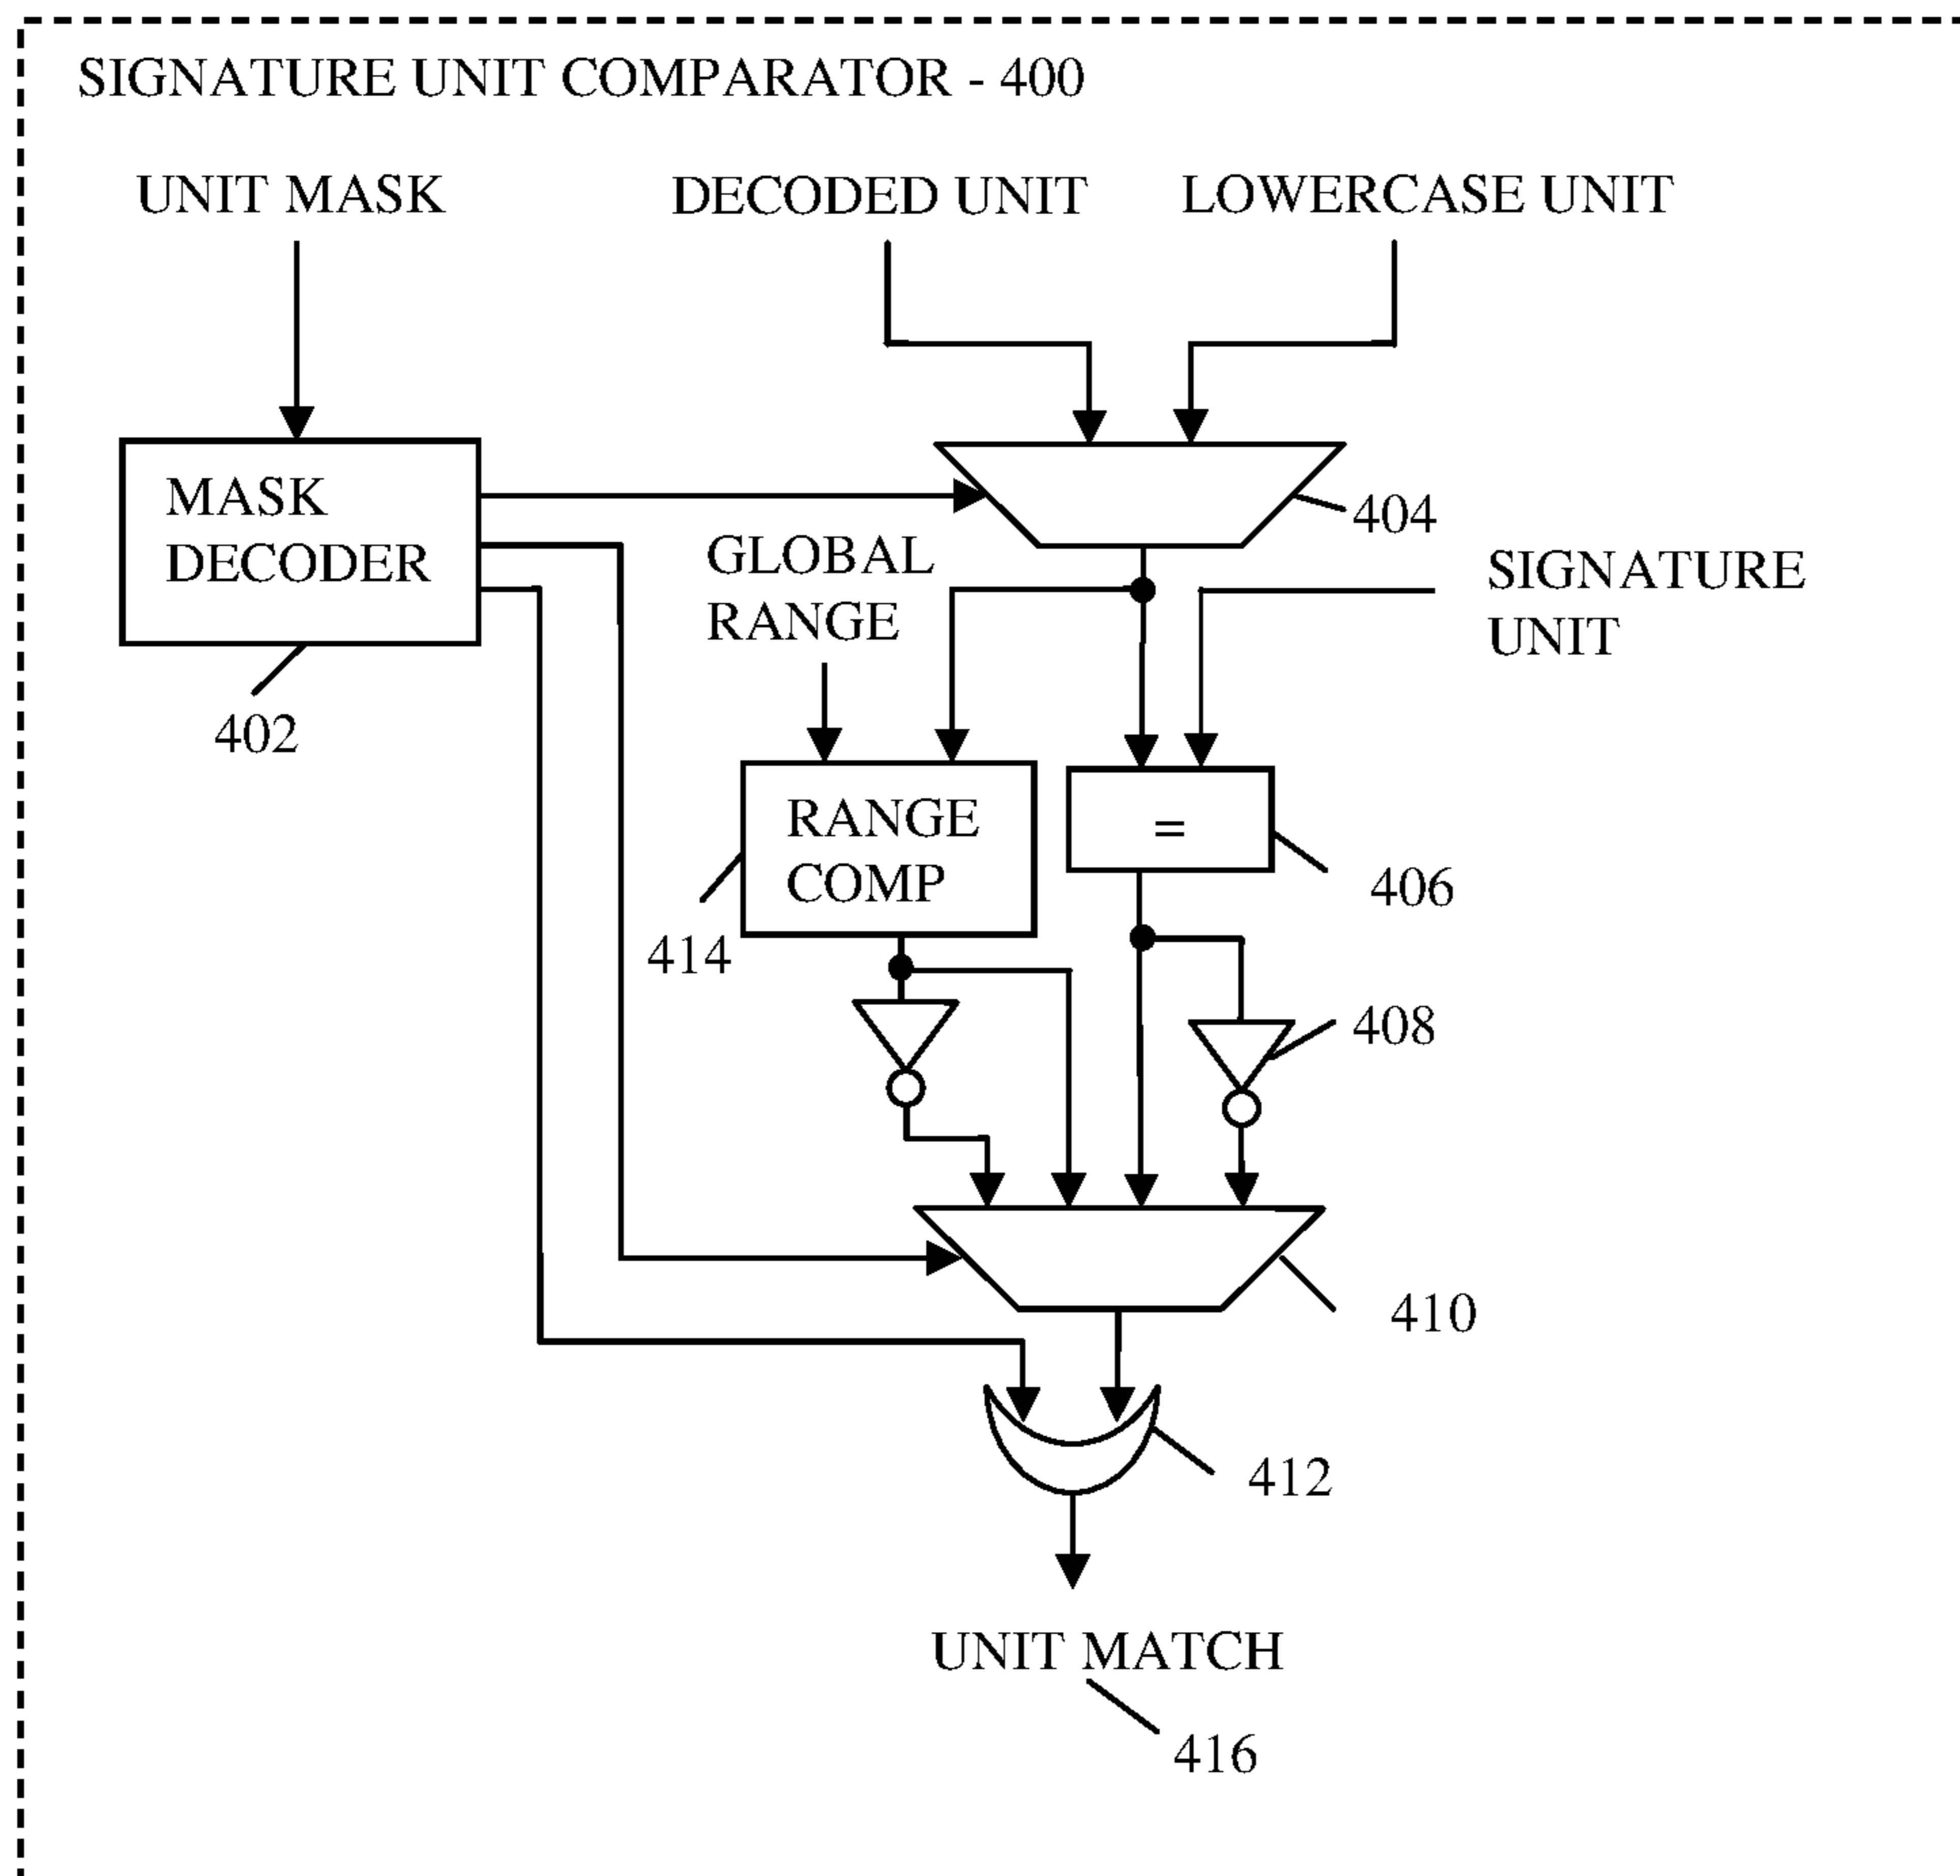 SIGNATURE UNIT COMPARATOR - 400
UNIT MASK
DECODED UNIT
LOWERCASE UNIT
MASK
DECODER
404
GLOBAL
RANGE
SIGNATURE
UNIT
402
RANGE
COMP
=
406
414
408
410
412
UNIT MATCH
416